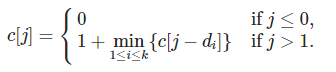 c[j] = { 0 if j ≤ 0,
1 + min_{1≤i≤k} {c[j − d_i]} if j > 1.